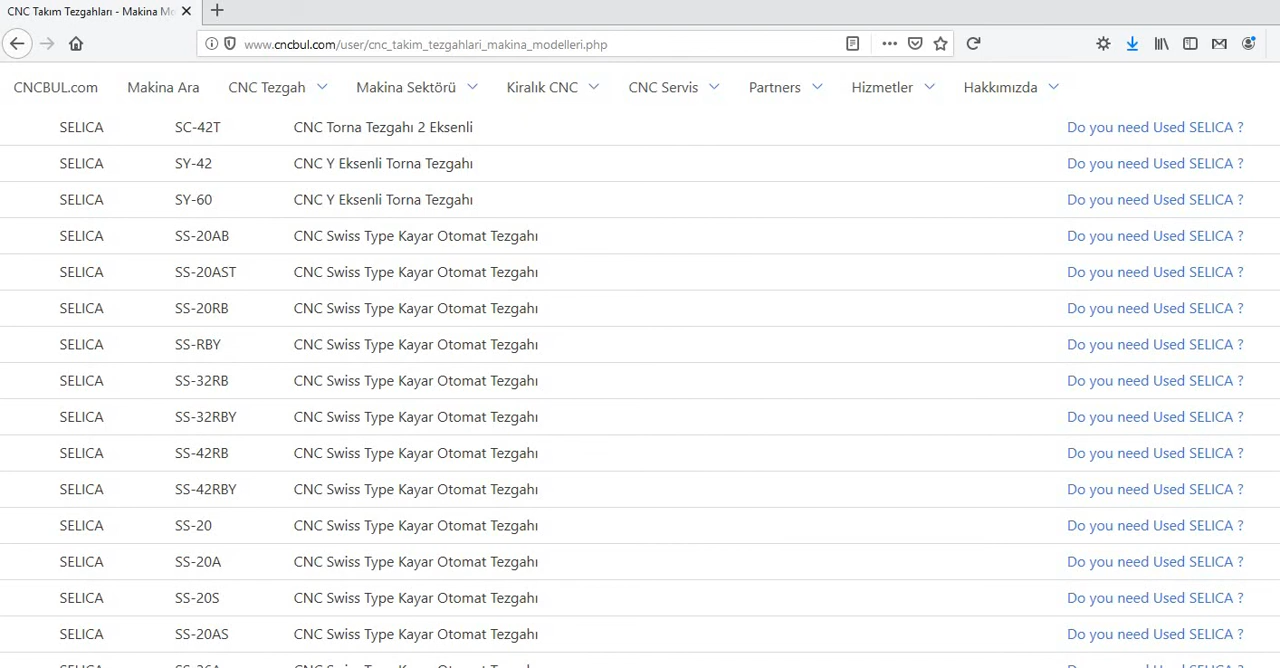 CNC Takım Tezgahları - Makina Mo
www.cncbul.com/user/cnc_takim_tezgahlari_makina_modelleri.php
CNCBUL.com Makina Ara CNC Tezgah Makina Sektörü Kiralık CNC CNC Servis Partners Hizmetler Hakkımızda
SELICA SC-42T CNC Torna Tezgahı 2 Eksenli Do you need Used SELICA ?
SELICA SY-42 CNC Y Eksenli Torna Tezgahı Do you need Used SELICA ?
SELICA SY-60 CNC Y Eksenli Torna Tezgahı Do you need Used SELICA ?
SELICA SS-20AB CNC Swiss Type Kayar Otomat Tezgahı Do you need Used SELICA ?
SELICA SS-20AST CNC Swiss Type Kayar Otomat Tezgahı Do you need Used SELICA ?
SELICA SS-20RB CNC Swiss Type Kayar Otomat Tezgahı Do you need Used SELICA ?
SELICA SS-RBY CNC Swiss Type Kayar Otomat Tezgahı Do you need Used SELICA ?
SELICA SS-32RB CNC Swiss Type Kayar Otomat Tezgahı Do you need Used SELICA ?
SELICA SS-32RBY CNC Swiss Type Kayar Otomat Tezgahı Do you need Used SELICA ?
SELICA SS-42RB CNC Swiss Type Kayar Otomat Tezgahı Do you need Used SELICA ?
SELICA SS-42RBY CNC Swiss Type Kayar Otomat Tezgahı Do you need Used SELICA ?
SELICA SS-20 CNC Swiss Type Kayar Otomat Tezgahı Do you need Used SELICA ?
SELICA SS-20A CNC Swiss Type Kayar Otomat Tezgahı Do you need Used SELICA ?
SELICA SS-20S CNC Swiss Type Kayar Otomat Tezgahı Do you need Used SELICA ?
SELICA SS-20AS CNC Swiss Type Kayar Otomat Tezgahı Do you need Used SELICA ?